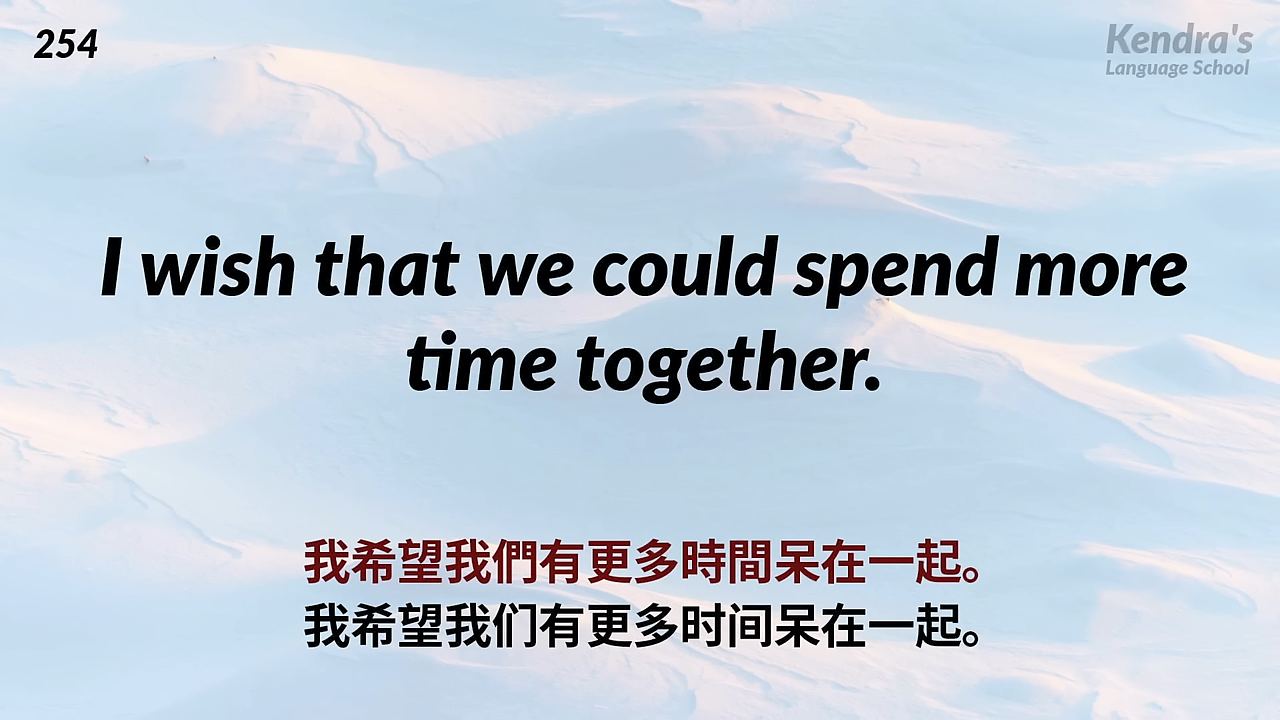 254
Kendra's
Language School
I wish that we could spend more
time together.
我希望我們有更多時間呆在一起。
我希望我们有更多时间呆在一起。